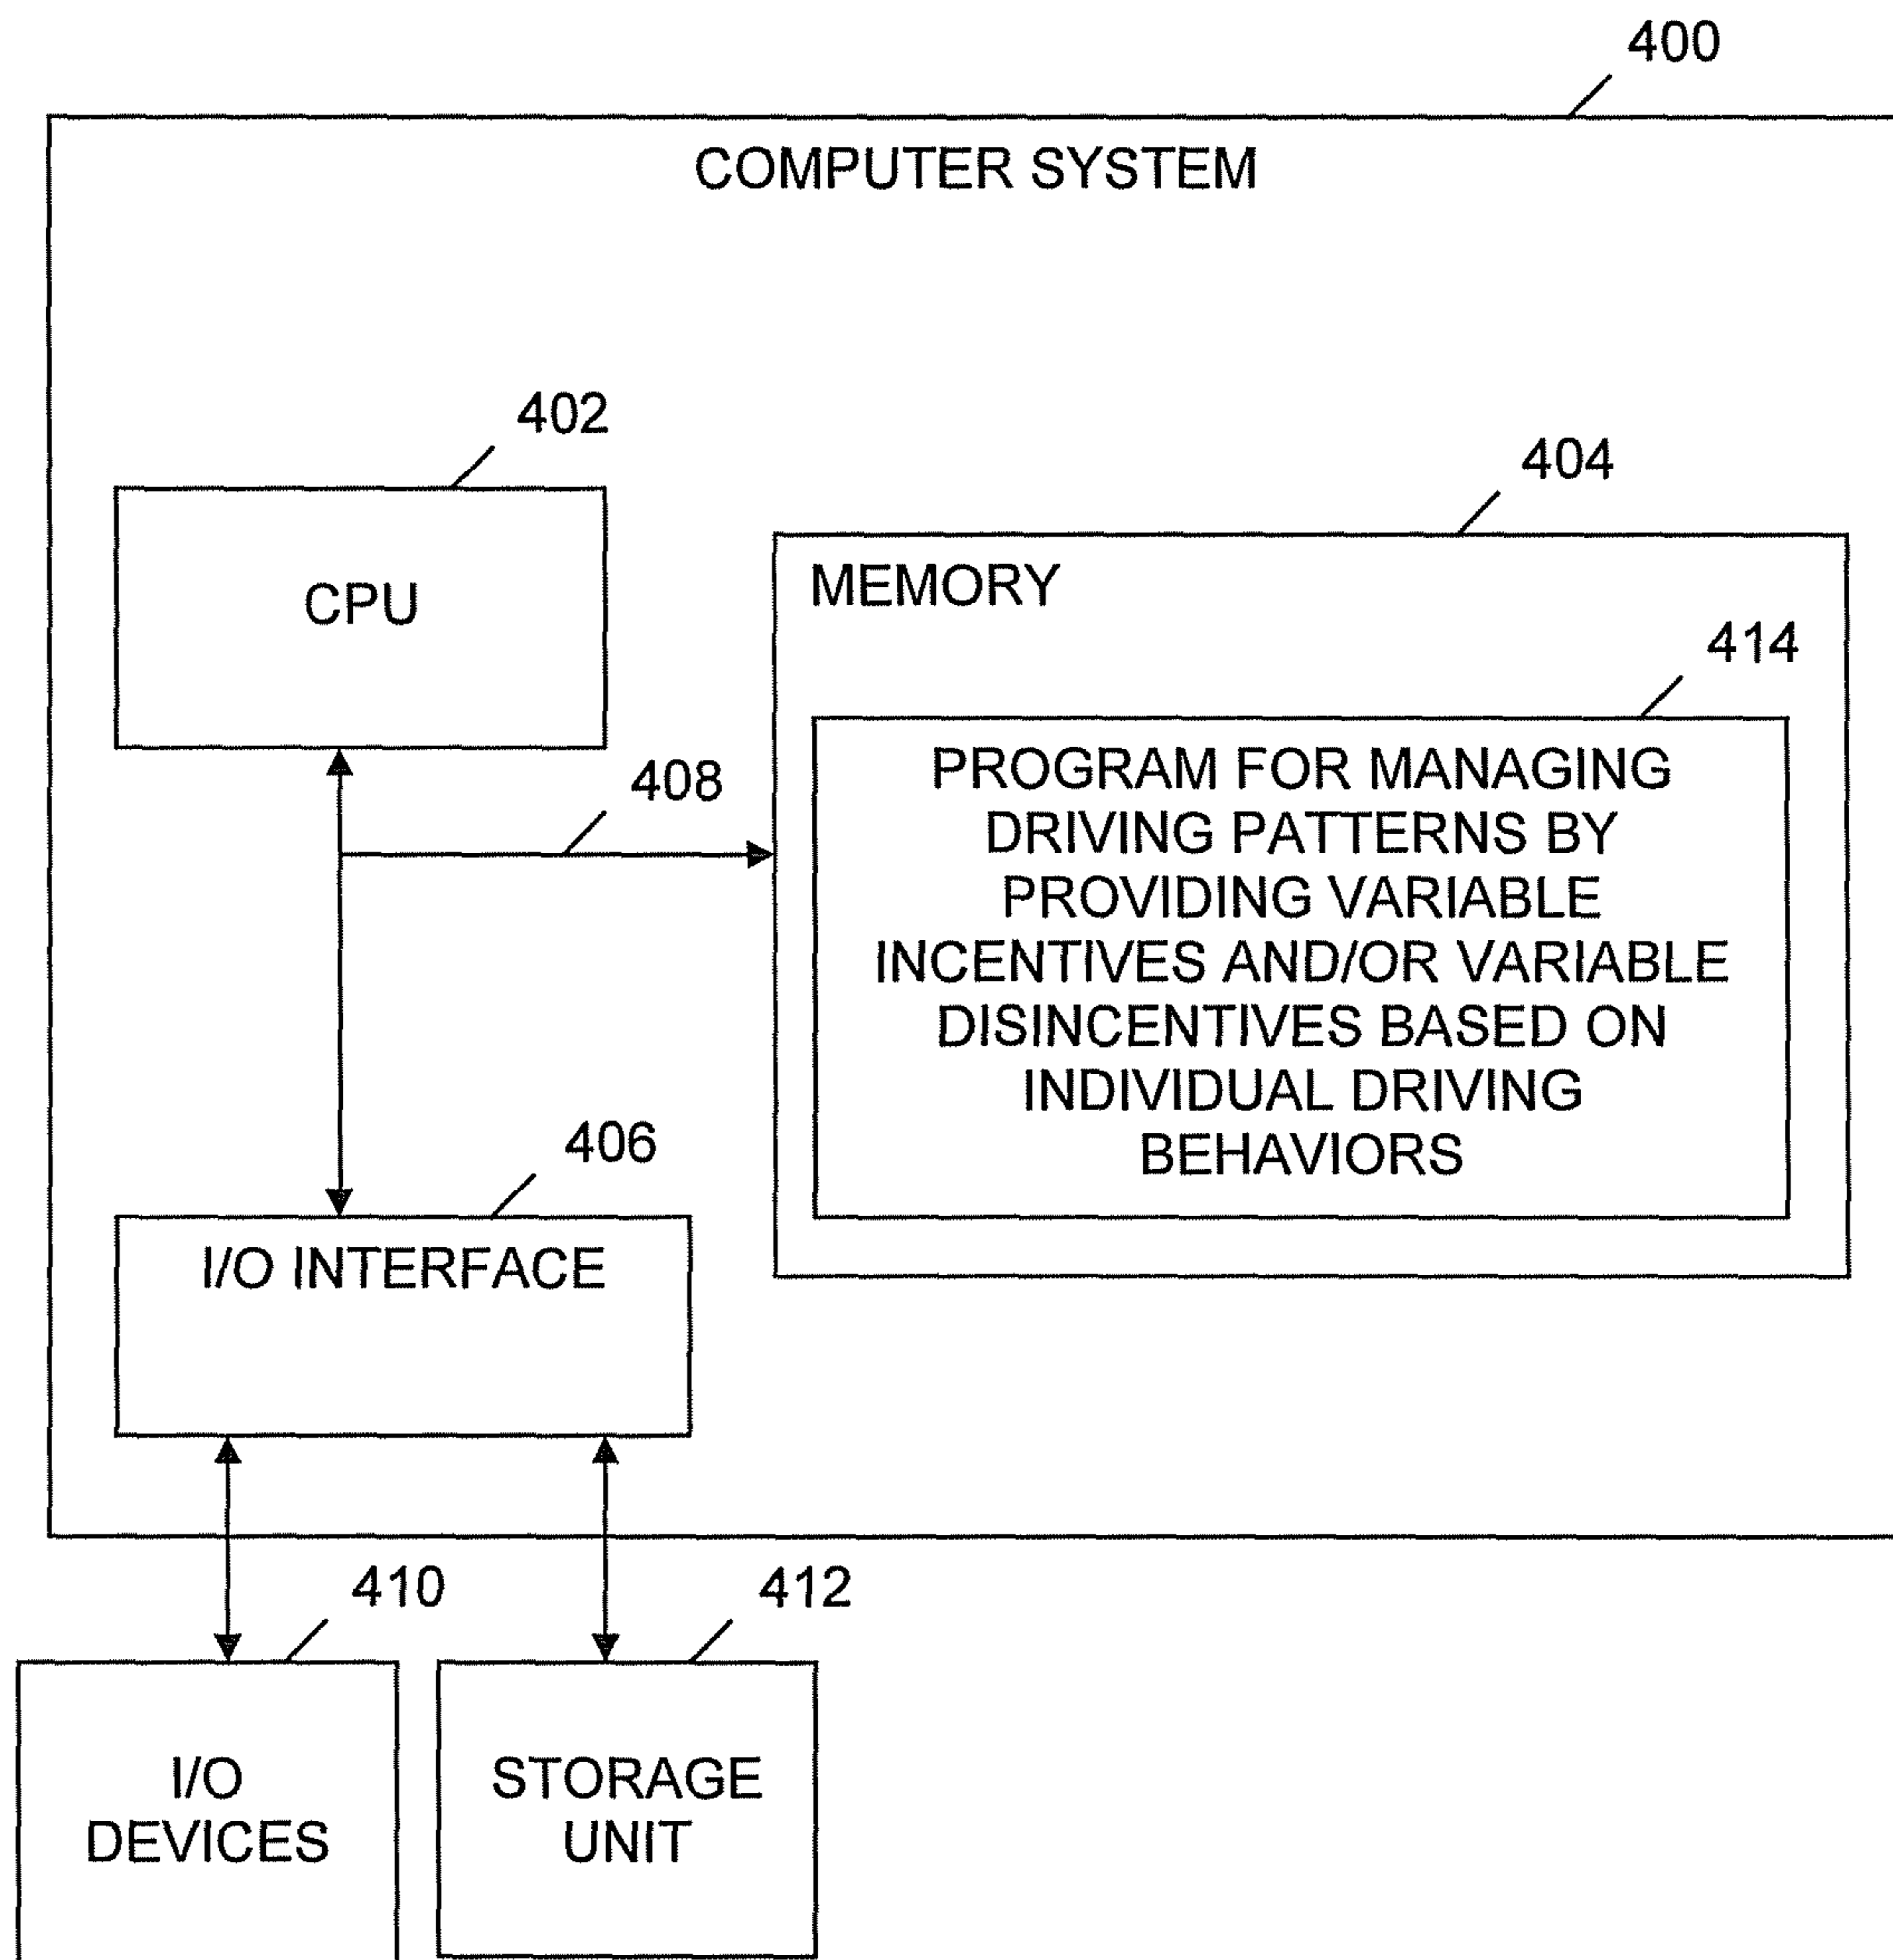 400
COMPUTER SYSTEM
402
CPU
404
MEMORY
414
PROGRAM FOR MANAGING
DRIVING PATTERNS BY
PROVIDING VARIABLE
INCENTIVES AND/OR VARIABLE
DISINCENTIVES BASED ON
INDIVIDUAL DRIVING
BEHAVIORS
408
406
I/O INTERFACE
410
412
I/O
DEVICES
STORAGE
UNIT